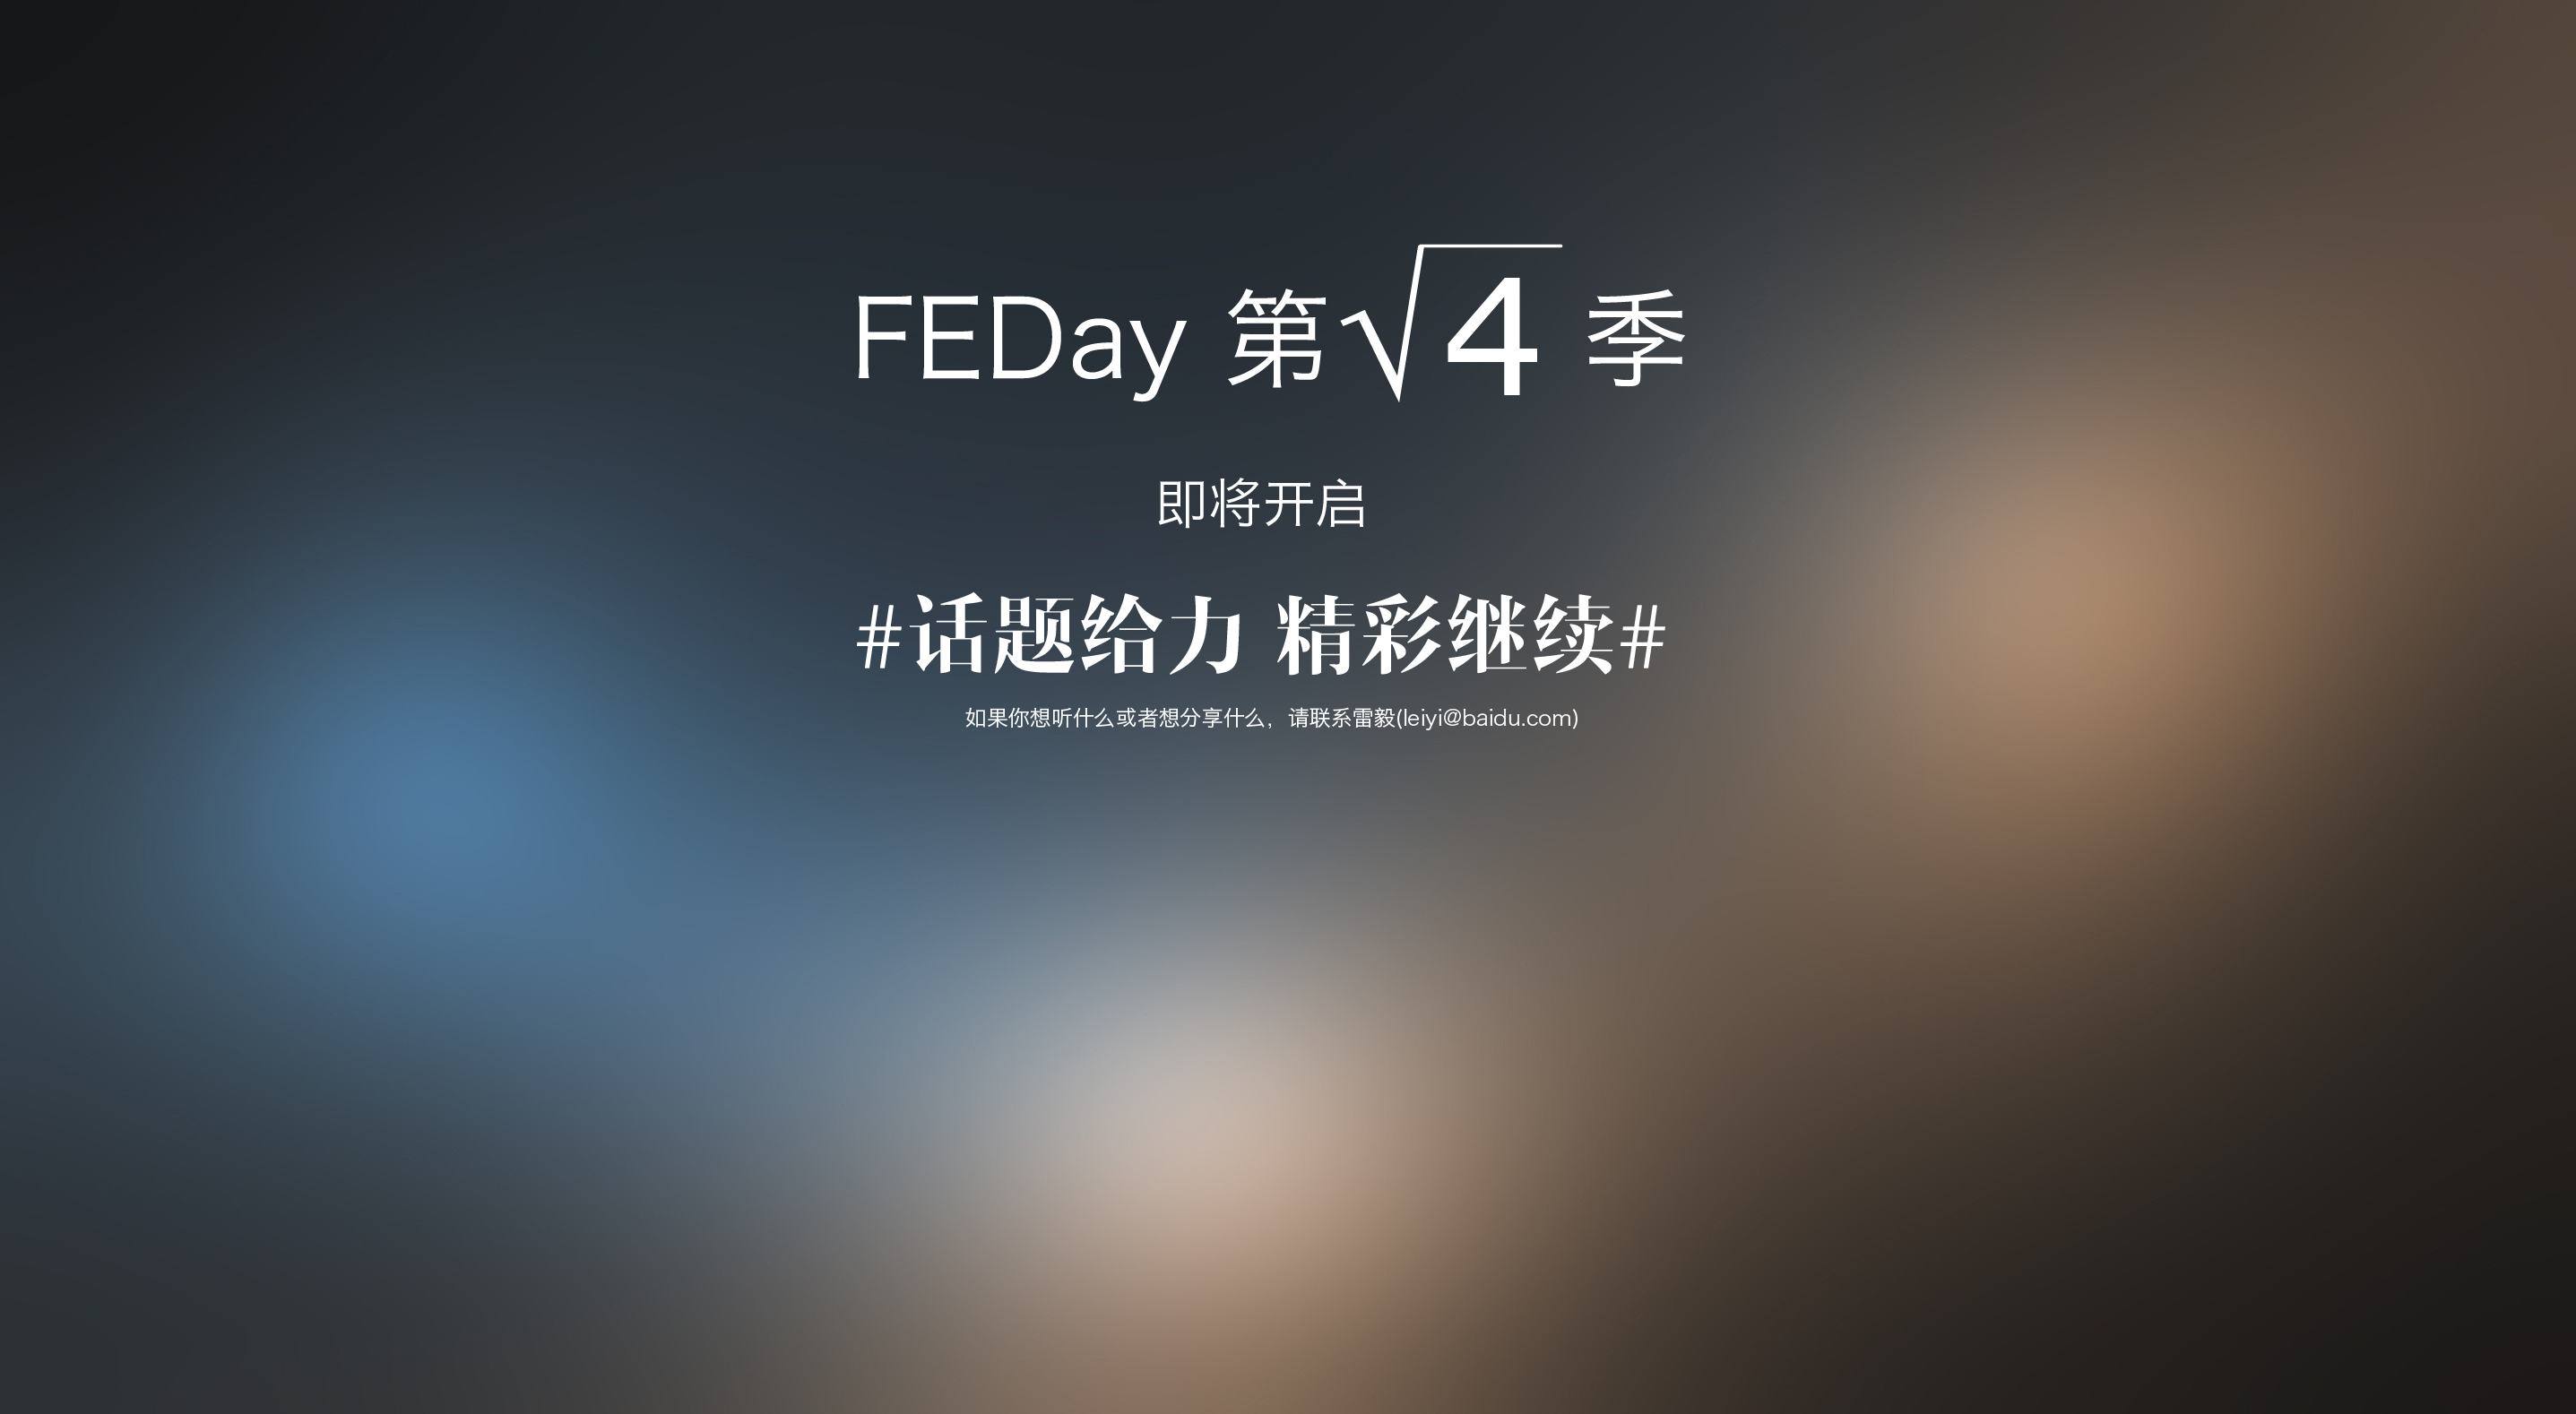 FEDay 第√4 季
即将开启
#话题给力 精彩继续#
如果你想听什么或者想分享什么，请联系雷毅(leiyi@baidu.com)